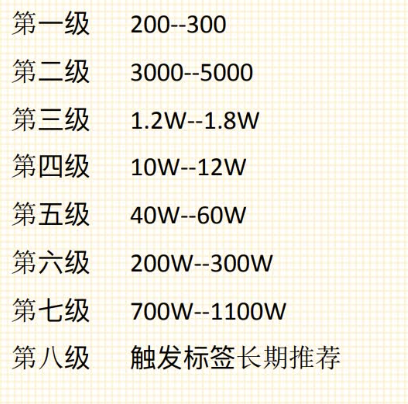 第一级 200--300
第二级 3000--5000
第三级 1.2W--1.8W
第四级 10W--12W
第五级 40W--60W
第六级 200W--300W
第七级 700W--1100W
第八级 触发标签长期推荐